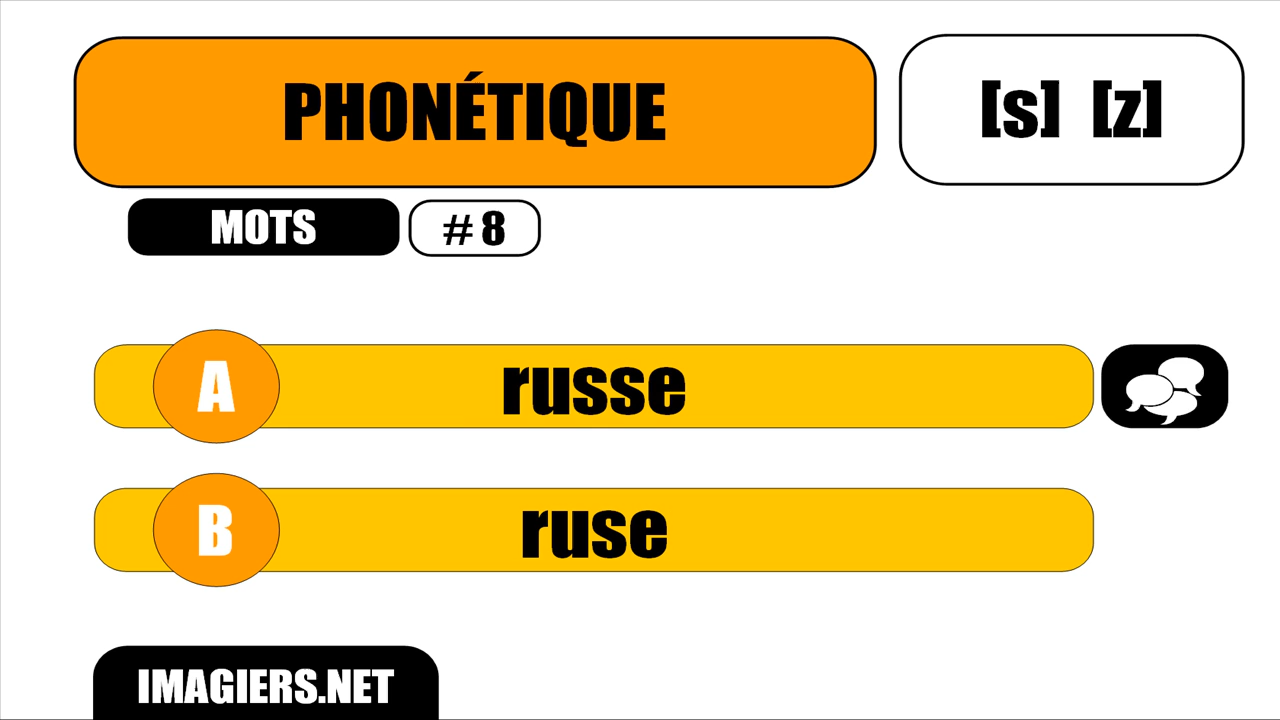 PHONÉTIQUE [s] [z]
MOTS # 8
A russe
B ruse
IMAGIERS.NET